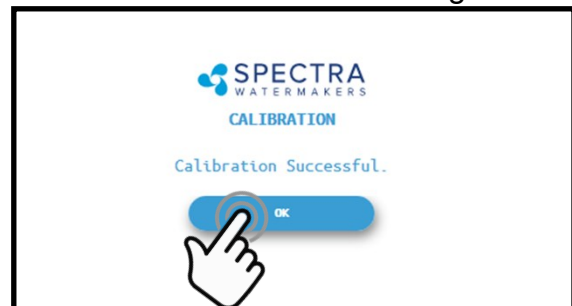 SPECTRA
WATERMAKERS
CALIBRATION
Calibration Successful.
OK